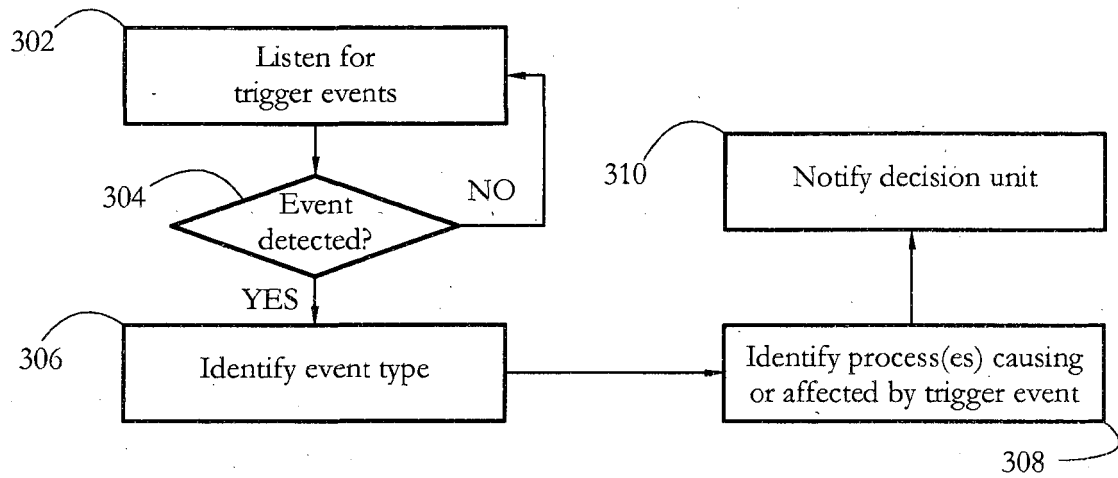 302
Listen for
trigger events
304
Event
detected?
NO
YES
306
Identify event type
310
Notify decision unit
Identify process(es) causing
or affected by trigger event
308